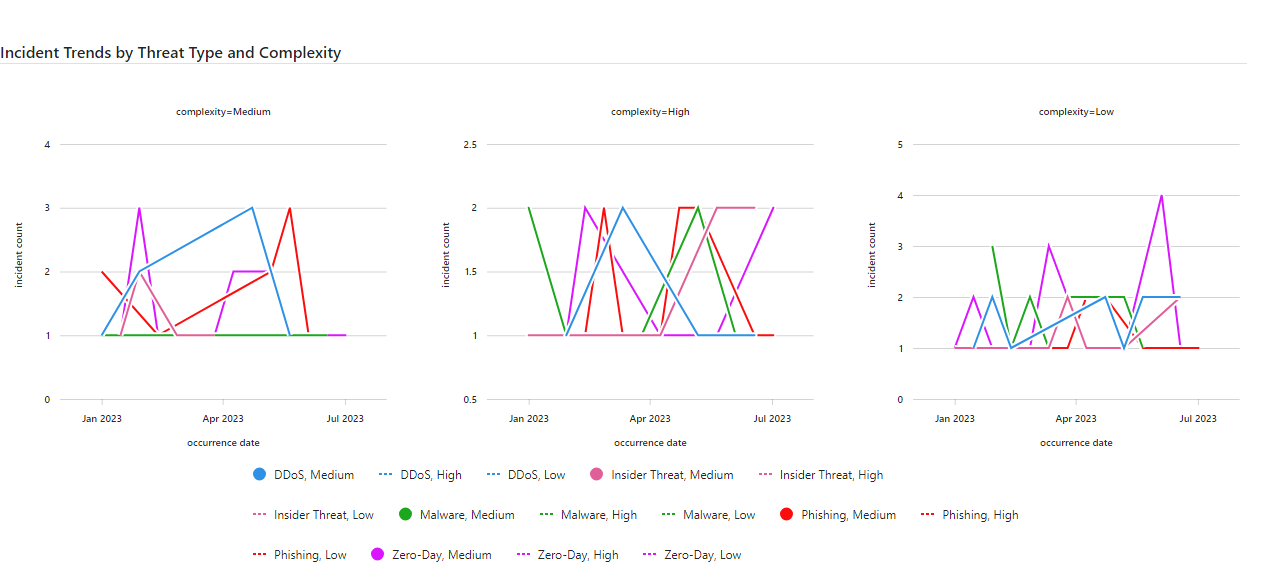 Incident Trends by Threat Type and Complexity
complexity=Medium
4
3
2
1
0
incident count
Jan 2023 Apr 2023 Jul 2023
occurrence date
complexity=High
2.5
2
1.5
1
0.5
incident count
Jan 2023 Apr 2023 Jul 2023
occurrence date
complexity=Low
5
4
3
2
1
0
incident count
Jan 2023 Apr 2023 Jul 2023
occurrence date
DDoS, Medium DDoS, High DDoS, Low Insider Threat, Medium Insider Threat, High
Insider Threat, Low Malware, Medium Malware, High Malware, Low Phishing, Medium Phishing, High
Phishing, Low Zero-Day, Medium Zero-Day, High Zero-Day, Low